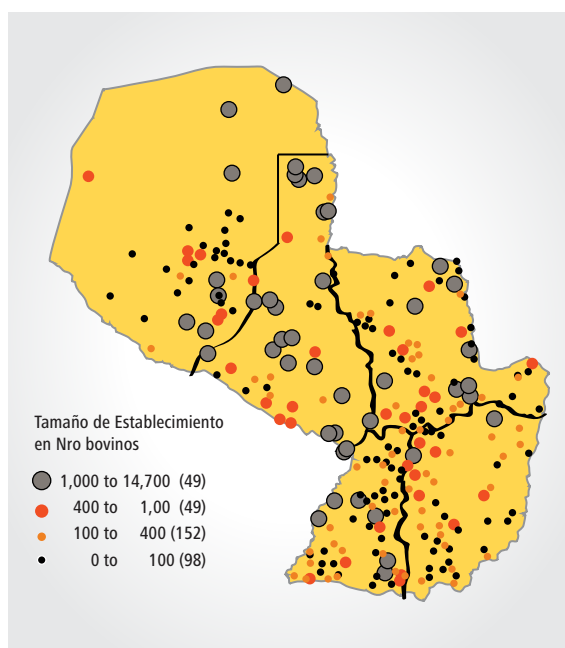 Tamaño de Establecimiento
en Nro bovinos
1,000 to 14,700 (49)
400 to 1,00 (49)
100 to 400 (152)
0 to 100 (98)